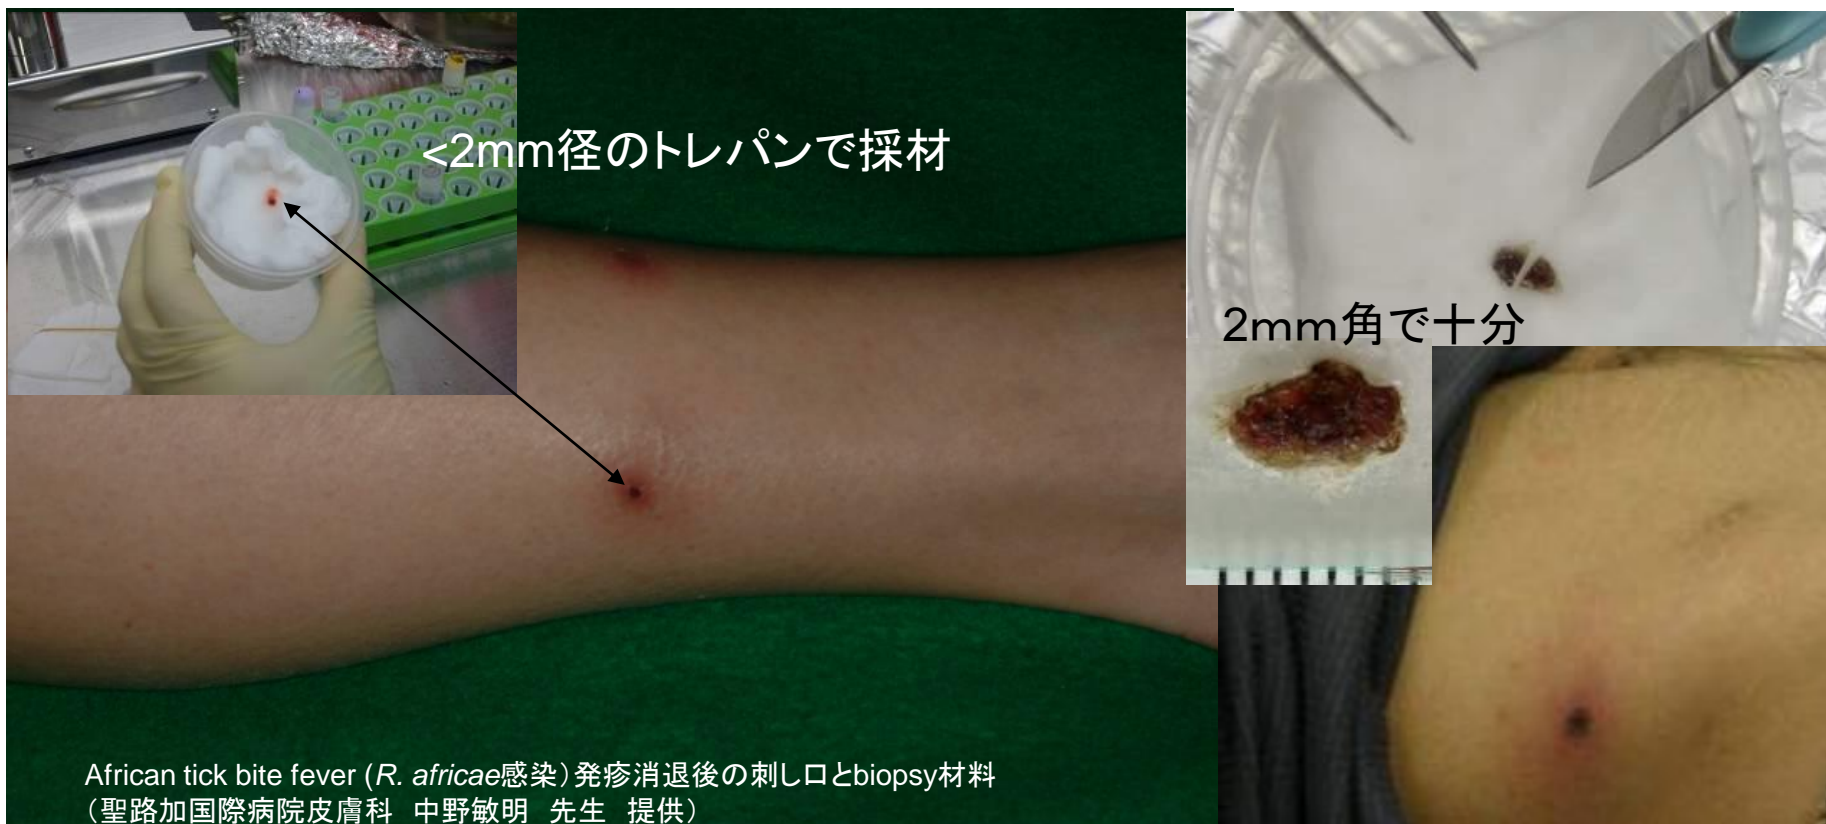 <2mm径のトレパンで採材
2mm角で十分
African tick bite fever (R. africae感染)発疹消退後の刺し口とbiopsy材料
（聖路加国際病院皮膚科　中野敏明　先生　提供）